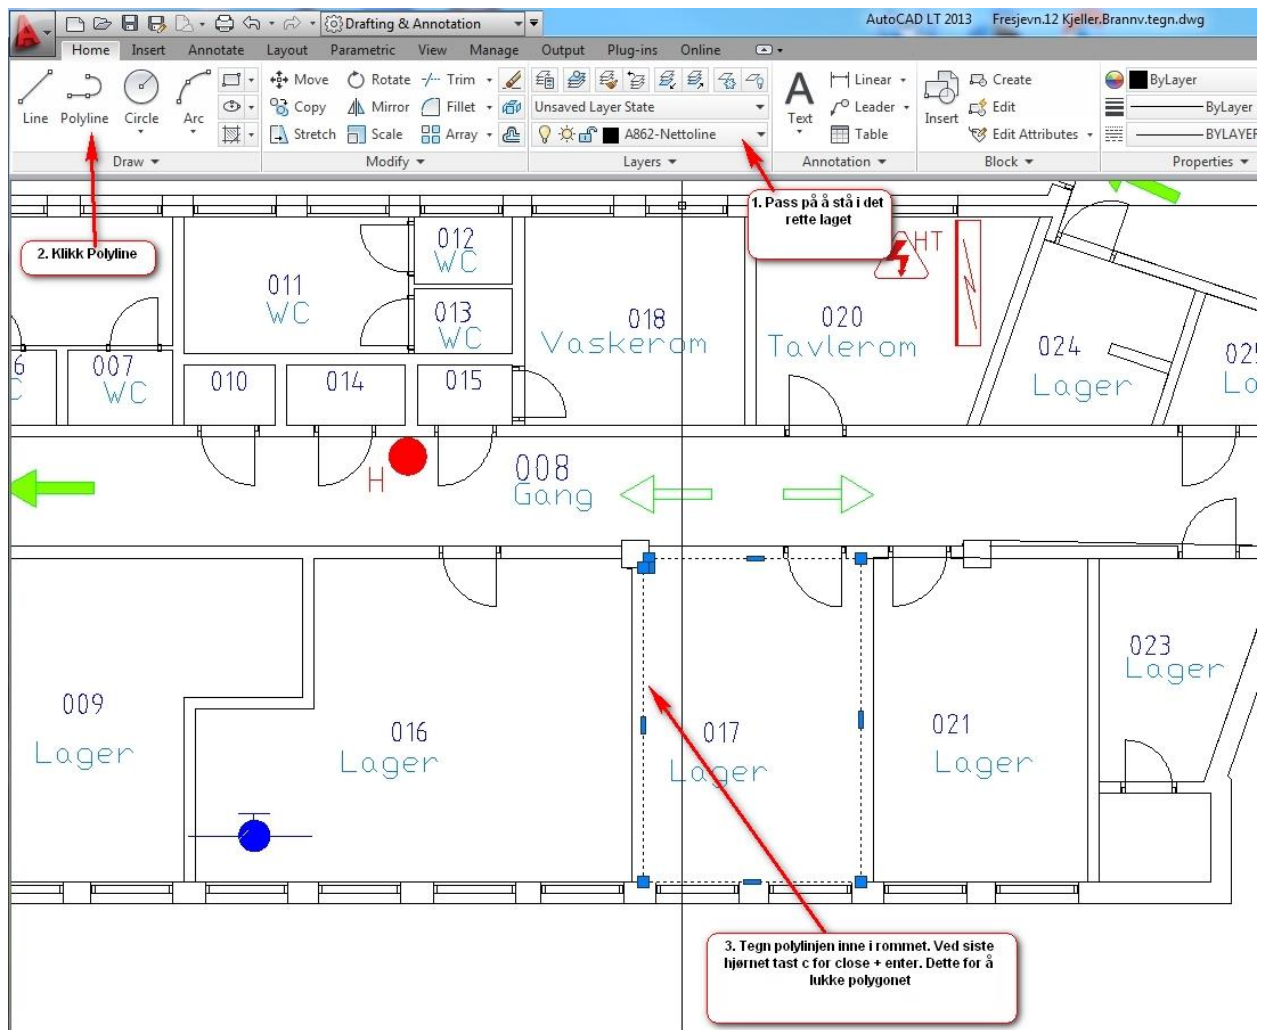 Drafting & Annotation
AutoCAD LT 2013 Fresjevn.12 Kjeller.Brannv.tegn.dwg
Home Insert Annotate Layout Parametric View Manage Output Plug-ins Online
Line Polyline Circle Arc
Move Rotate Trim
Copy Mirror Fillet
Stretch Scale Array
Unsaved Layer State
A862-Nettoline
Text
Linear
Leader
Table
Insert
Create
Edit
Edit Attributes
ByLayer
ByLayer
BYLAYER
Draw Modify Layers Annotation Block Properties
1. Pass på å stå i det
rette laget
2. Klikk Polyline
012
WC
011
WC
013
WC
018
Vaskerom
HT
020
Tavlerom
024
Lager
6
C
007
WC
010
014
015
H
008
Gang
009
Lager
016
Lager
017
Lager
021
Lager
023
Lager
3. Tegn polylinjen inne i rommet. Ved siste
hjørnet tast c for close + enter. Dette for å
lukke polygonet